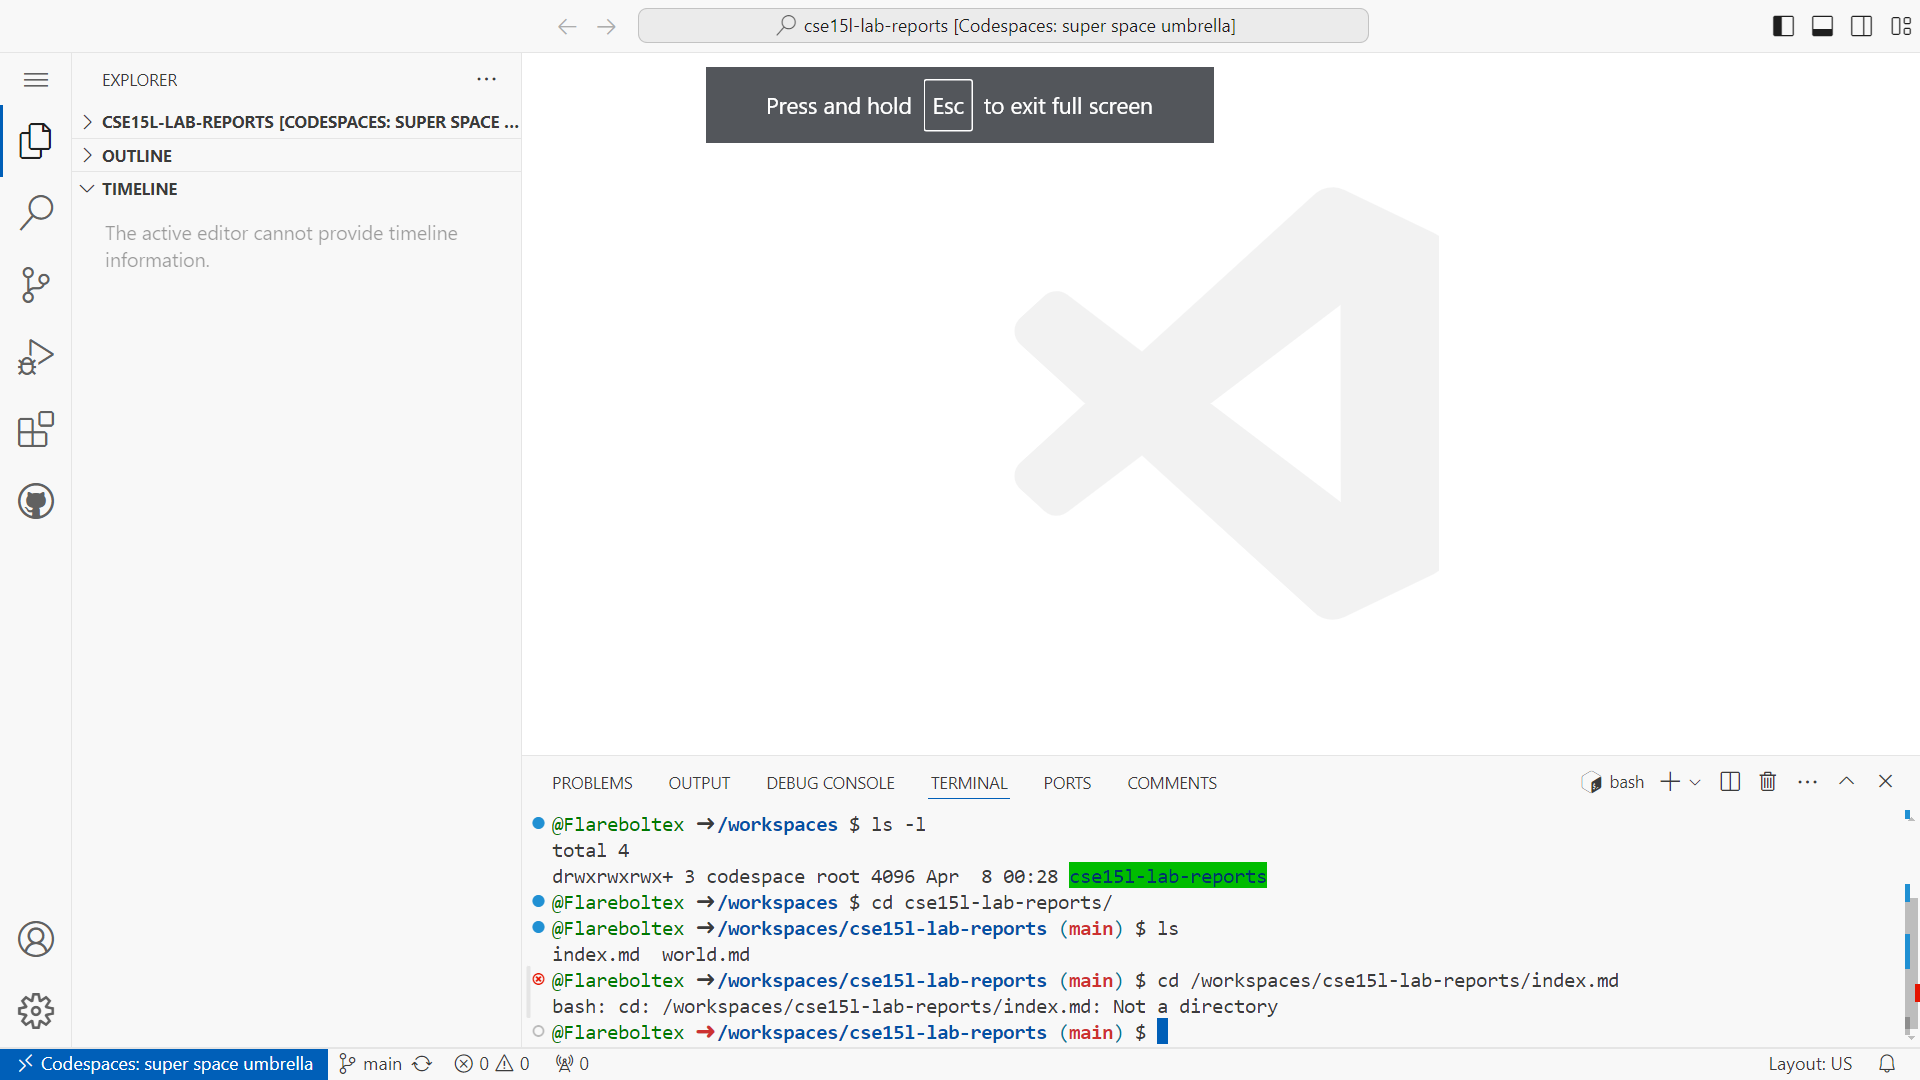 cse15l-lab-reports [Codespaces: super space umbrella]
EXPLORER
CSE15L-LAB-REPORTS [CODESPACES: SUPER SPACE ...
OUTLINE
TIMELINE
The active editor cannot provide timeline
information.
Press and hold Esc to exit full screen
PROBLEMS OUTPUT DEBUG CONSOLE TERMINAL PORTS COMMENTS bash
@Flareboltex ➜/workspaces $ ls -l
total 4
drwxrwxrwx+ 3 codespace root 4096 Apr  8 00:28 cse15l-lab-reports
@Flareboltex ➜/workspaces $ cd cse15l-lab-reports/
@Flareboltex ➜/workspaces/cse15l-lab-reports (main) $ ls
index.md  world.md
@Flareboltex ➜/workspaces/cse15l-lab-reports (main) $ cd /workspaces/cse15l-lab-reports/index.md
bash: cd: /workspaces/cse15l-lab-reports/index.md: Not a directory
@Flareboltex ➜/workspaces/cse15l-lab-reports (main) $
Codespaces: super space umbrella main 0 0 0 Layout: US